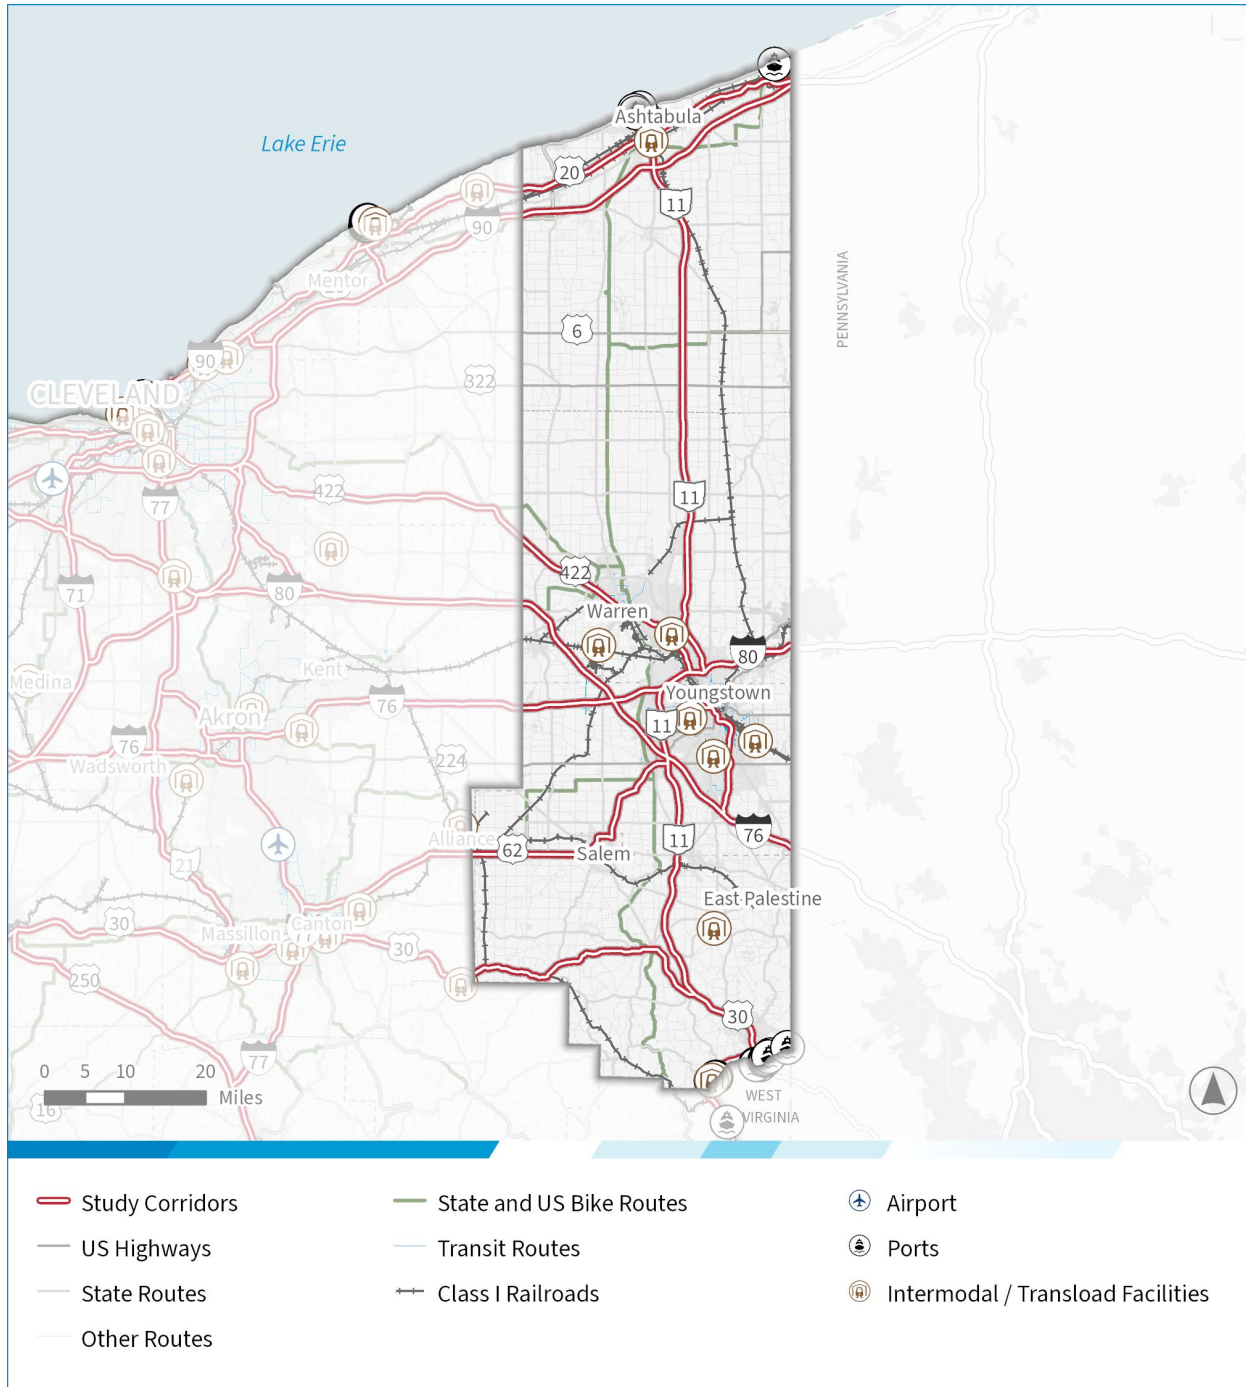 Ashtabula
Lake Erie
20
11
90
Mentor
PENNSYLVANIA
6
90
322
CLEVELAND
422
11
77
422
71
80
Warren
80
Kent
Medina
Youngstown
76
Akron
11
76
224
Wadsworth
76
11
Alliance
62
Salem
21
East Palestine
30
Canton
Massillon
30
250
30
77
0 5 10 20
Miles
16
WEST
VIRGINIA
Study Corridors
US Highways
State Routes
Other Routes
State and US Bike Routes
Transit Routes
Class I Railroads
Airport
Ports
Intermodal / Transload Facilities